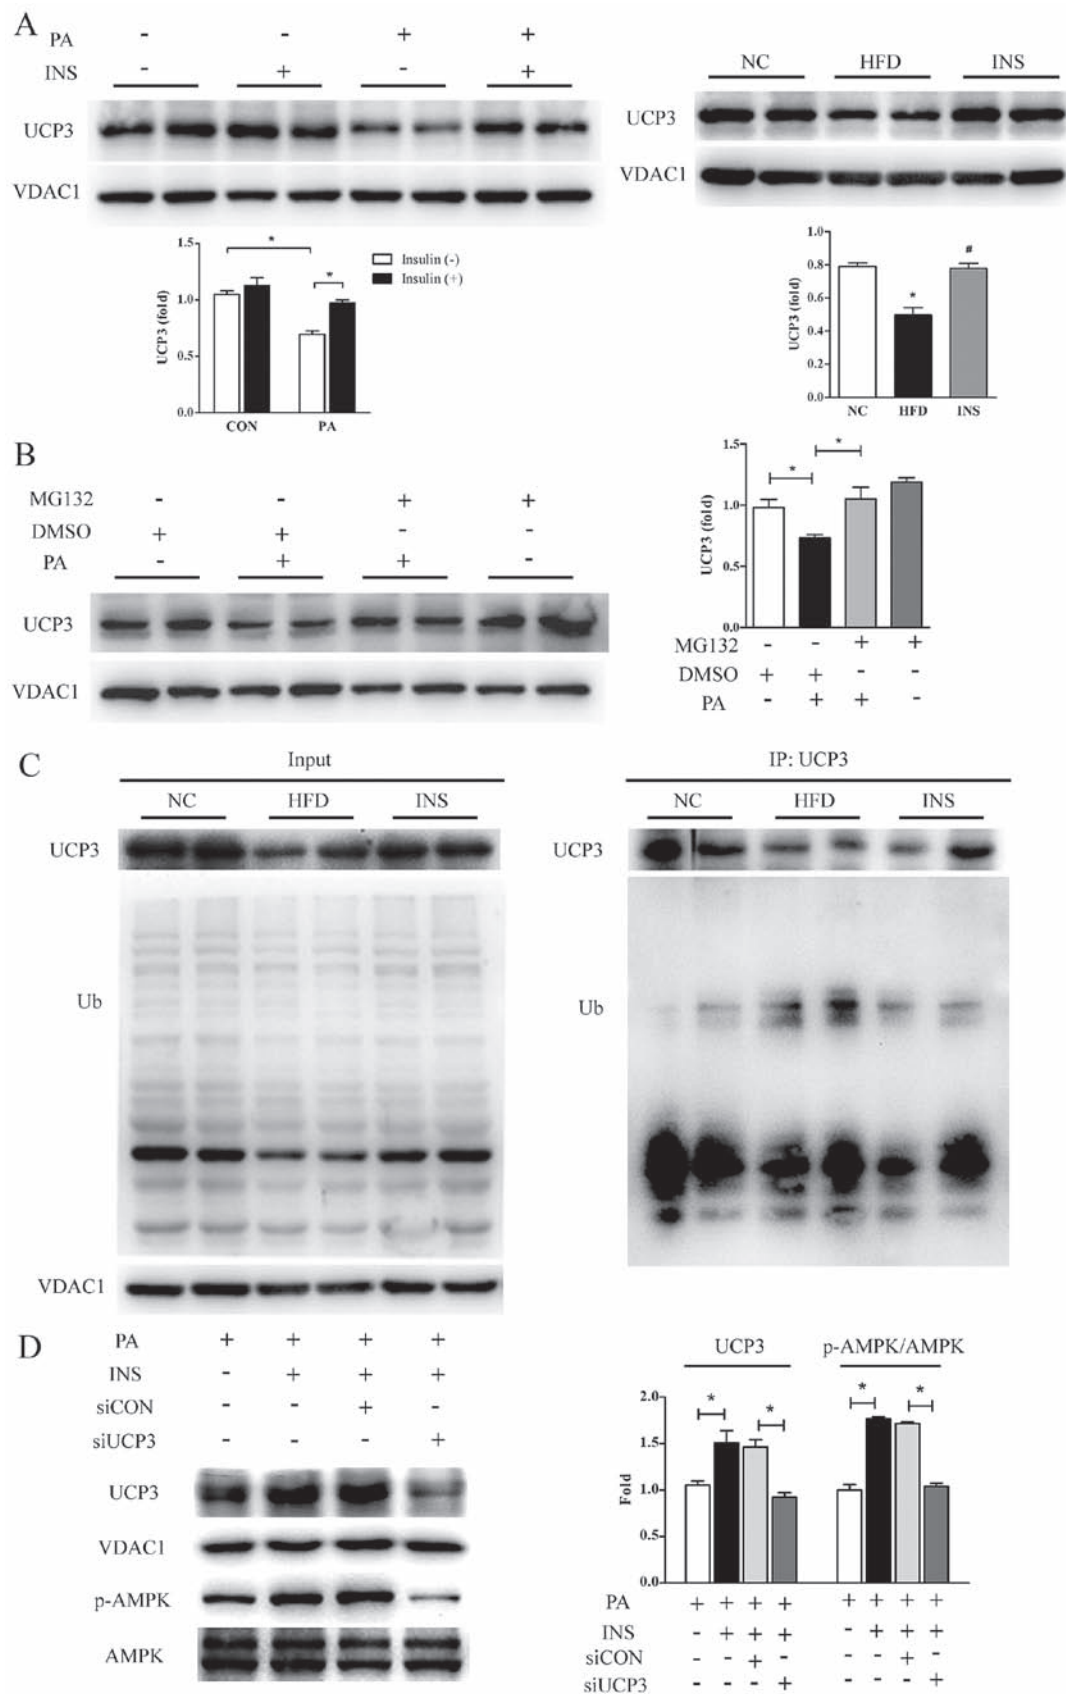 A
PA - - + +
INS - + - +
UCP3
VDAC1
NC HFD INS
UCP3
VDAC1
1.5
1.0
0.5
0.0
UCP3 (fold)
*
*
Insulin (-)
Insulin (+)
CON PA
1.0
0.8
0.6
0.4
0.2
0.0
UCP3 (fold)
*
#
NC HFD INS
B
MG132 - - + +
DMSO + + - -
PA - + + -
UCP3
VDAC1
1.5
1.0
0.5
0.0
UCP3 (fold)
*
*
MG132 - - + +
DMSO + + - -
PA - + + -
C
Input
NC HFD INS
UCP3
Ub
VDAC1
IP: UCP3
NC HFD INS
UCP3
Ub
D
PA + + + +
INS - + + +
siCON - - + -
siUCP3 - - - +
UCP3
VDAC1
p-AMPK
AMPK
UCP3 p-AMPK/AMPK
2.0
1.5
1.0
0.5
0.0
Fold
* * * *
PA + + + + + + + +
INS - + + + - + + +
siCON - - + - - - + -
siUCP3 - - - + - - - +